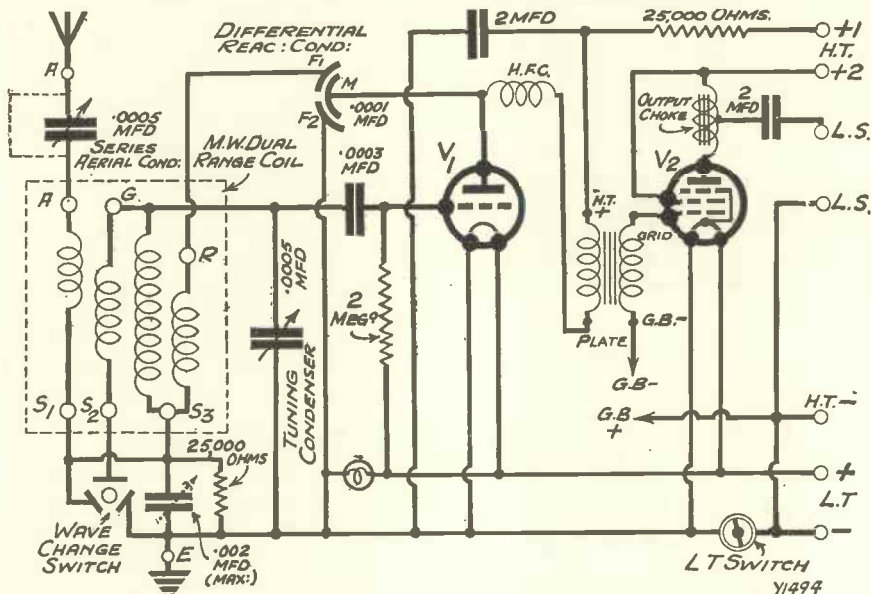 DIFFERENTIAL
REAC: COND:
2 MFD
25,000 OHMS.
+1
H.T.
+2
A
.0005
MFD
SERIES
AERIAL COND:
F1
M
F2
.0001
MFD
H.F.C.
OUTPUT
CHOKE
2
MFD
L.S.
M.W. DUAL
RANGE COIL
.0003
MFD
V1
V2
L.S.
A
G.
R
H.T.
+
GRID
.0005
MFD
TUNING
CONDENSER
2
MEGΩ
PLATE
G.B.-
G.B-
S1
S2
S3
G.B
+
H.T.-
25,000
OHMS
+
L.T
-
WAVE
CHANGE
SWITCH
E
.002
MFD
(MAX:)
L T SWITCH
Y1494